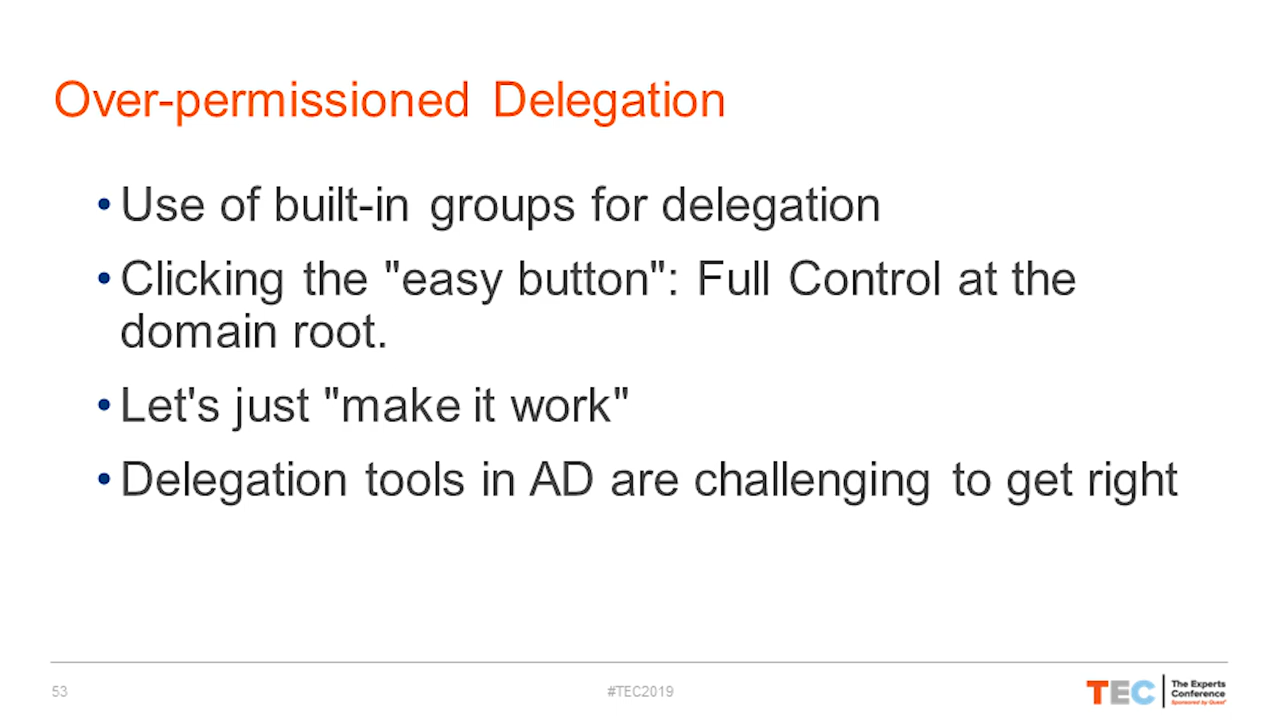 Over-permissioned Delegation
• Use of built-in groups for delegation
• Clicking the "easy button": Full Control at the
domain root.
• Let's just "make it work"
• Delegation tools in AD are challenging to get right
53
#TEC2019
TEC
The Experts
Conference
Sponsored by Quest